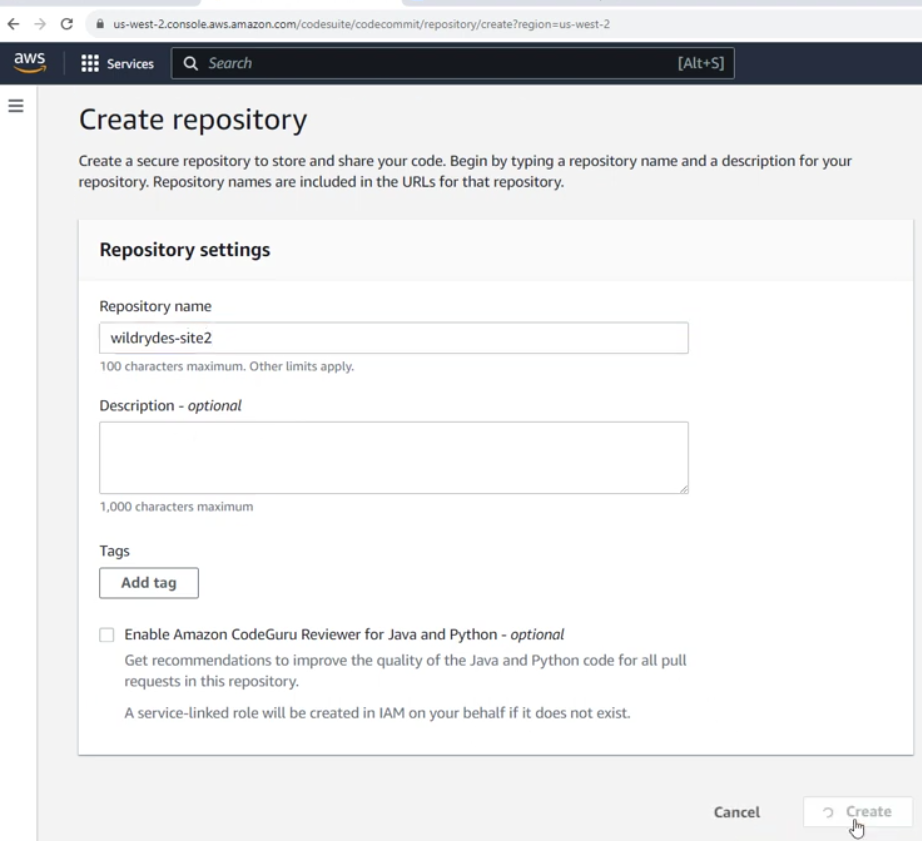 us-west-2.console.aws.amazon.com/codesuite/codecommit/repository/create?region=us-west-2
aws
Services
Search
[Alt+S]
Create repository
Create a secure repository to store and share your code. Begin by typing a repository name and a description for your
repository. Repository names are included in the URLs for that repository.
Repository settings
Repository name
wildrydes-site2
100 characters maximum. Other limits apply.
Description - optional
1,000 characters maximum
Tags
Add tag
Enable Amazon CodeGuru Reviewer for Java and Python - optional
Get recommendations to improve the quality of the Java and Python code for all pull
requests in this repository.
A service-linked role will be created in IAM on your behalf if it does not exist.
Cancel
Create